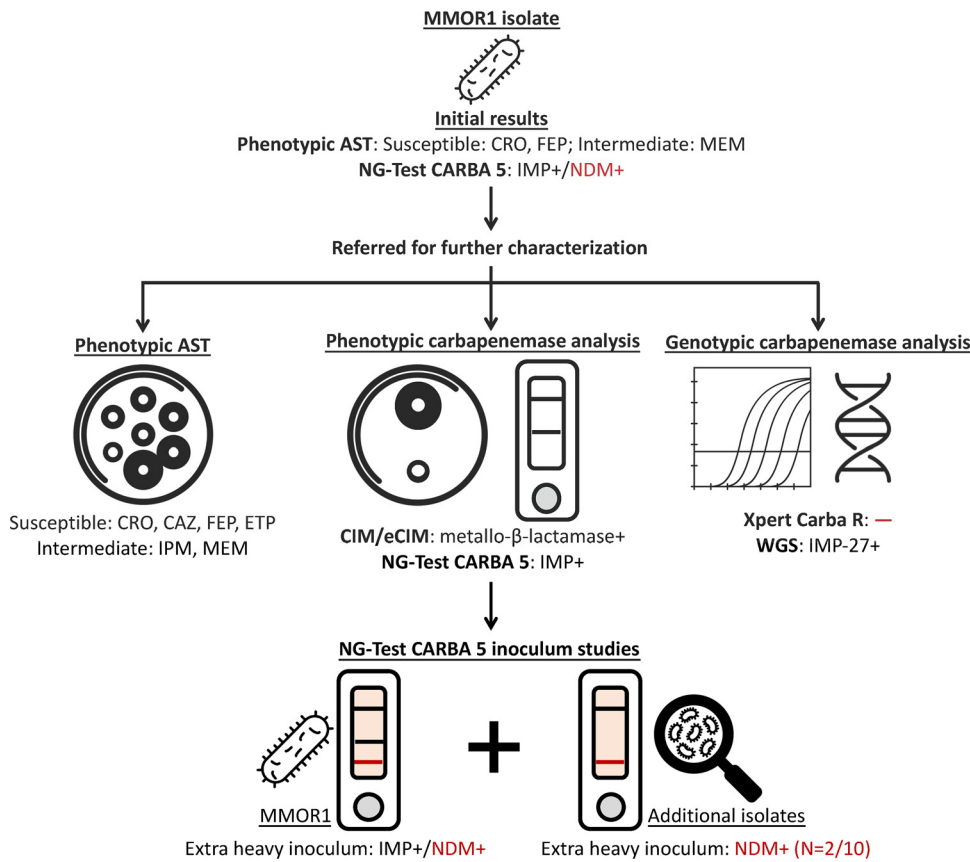 MMOR1 isolate
Initial results
Phenotypic AST: Susceptible: CRO, FEP; Intermediate: MEM
NG-Test CARBA 5: IMP+/NDM+
Referred for further characterization
Phenotypic AST
Susceptible: CRO, CAZ, FEP, ETP
Intermediate: IPM, MEM
Phenotypic carbapenemase analysis
CIM/eCIM: metallo-β-lactamase+
NG-Test CARBA 5: IMP+
Genotypic carbapenemase analysis
Xpert Carba R: —
WGS: IMP-27+
NG-Test CARBA 5 inoculum studies
MMOR1
Extra heavy inoculum: IMP+/NDM+
+
Additional isolates
Extra heavy inoculum: NDM+ (N=2/10)